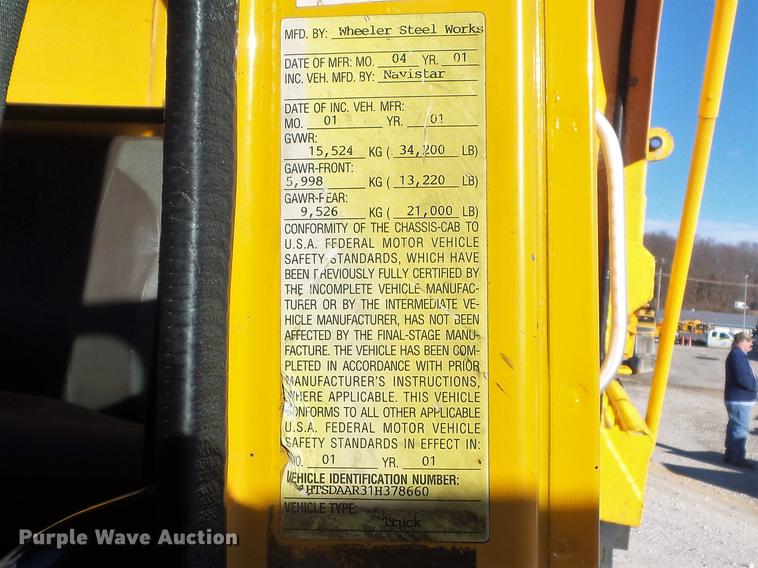 MFD. BY: Wheeler Steel Works
DATE OF MFR: MO. 04 YR. 01
INC. VEH. MFD. BY: Navistar
DATE OF INC. VEH. MFR:
MO. 01 YR. 01
GVWR:
15,524 KG ( 34,200 LB)
GAWR-FRONT:
5,998 KG ( 13,220 LB)
GAWR-REAR:
9,526 KG ( 21,000 LB)
CONFORMITY OF THE CHASSIS-CAB TO
U.S.A. FEDERAL MOTOR VEHICLE
SAFETY STANDARDS, WHICH HAVE
BEEN PREVIOUSLY FULLY CERTIFIED BY
THE INCOMPLETE VEHICLE MANUFAC-
TURER OR BY THE INTERMEDIATE VE-
HICLE MANUFACTURER, HAS NOT BEEN
AFFECTED BY THE FINAL-STAGE MANU-
FACTURE. THE VEHICLE HAS BEEN COM-
PLETED IN ACCORDANCE WITH PRIOR
MANUFACTURER'S INSTRUCTIONS,
WHERE APPLICABLE. THIS VEHICLE
CONFORMS TO ALL OTHER APPLICABLE
U.S.A. FEDERAL MOTOR VEHICLE
SAFETY STANDARDS IN EFFECT IN:
MO. 01 YR. 01
VEHICLE IDENTIFICATION NUMBER:
HTSDAAR31H378660
VEHICLE TYPE:
Truck
Purple Wave Auction